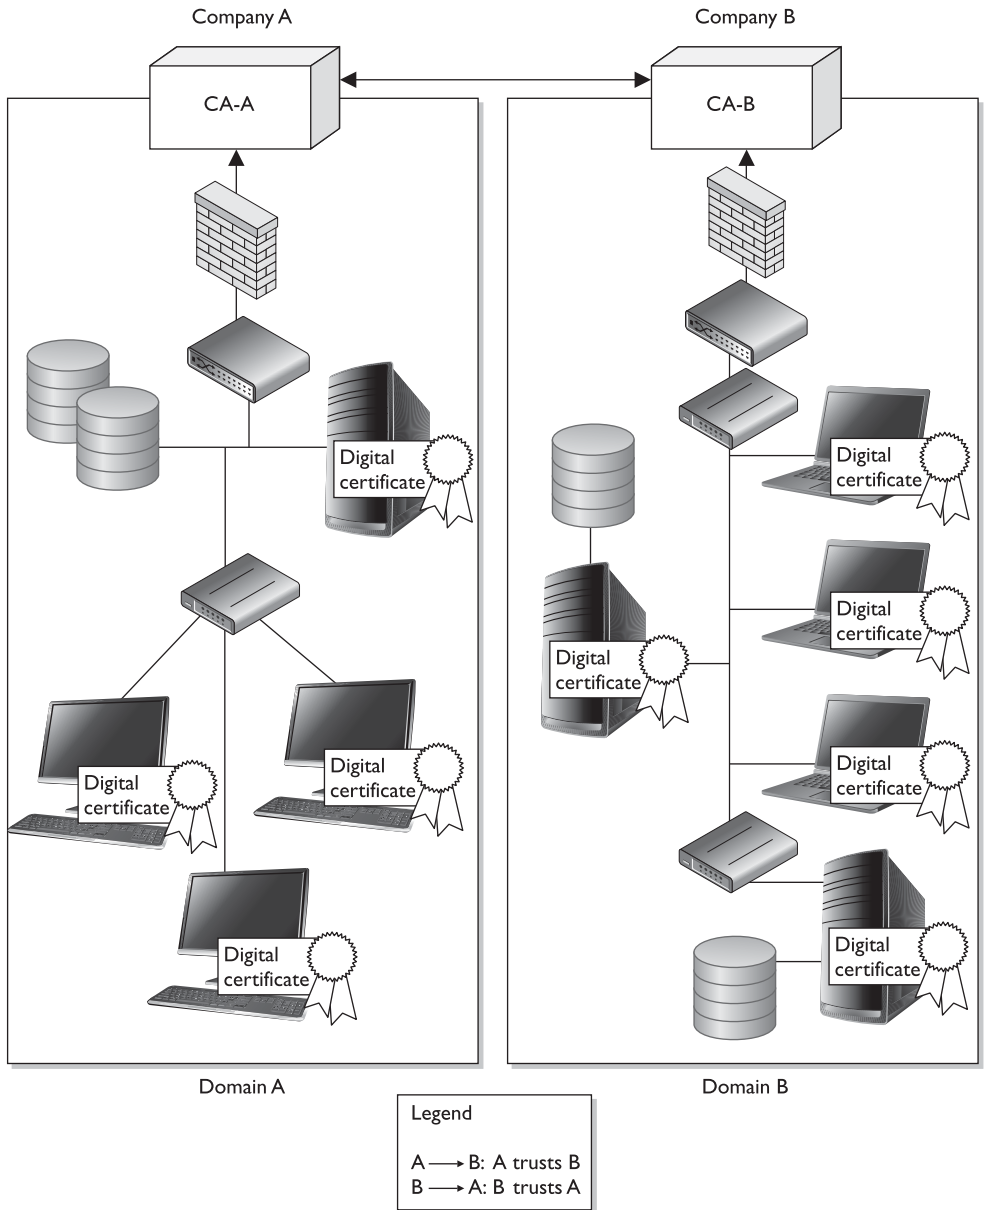 Company A
Company B
CA-A
CA-B
Digital
certificate
Digital
certificate
Digital
certificate
Digital
certificate
Digital
certificate
Digital
certificate
Digital
certificate
Digital
certificate
Digital
certificate
Domain A
Domain B
Legend
A → B: A trusts B
B → A: B trusts A